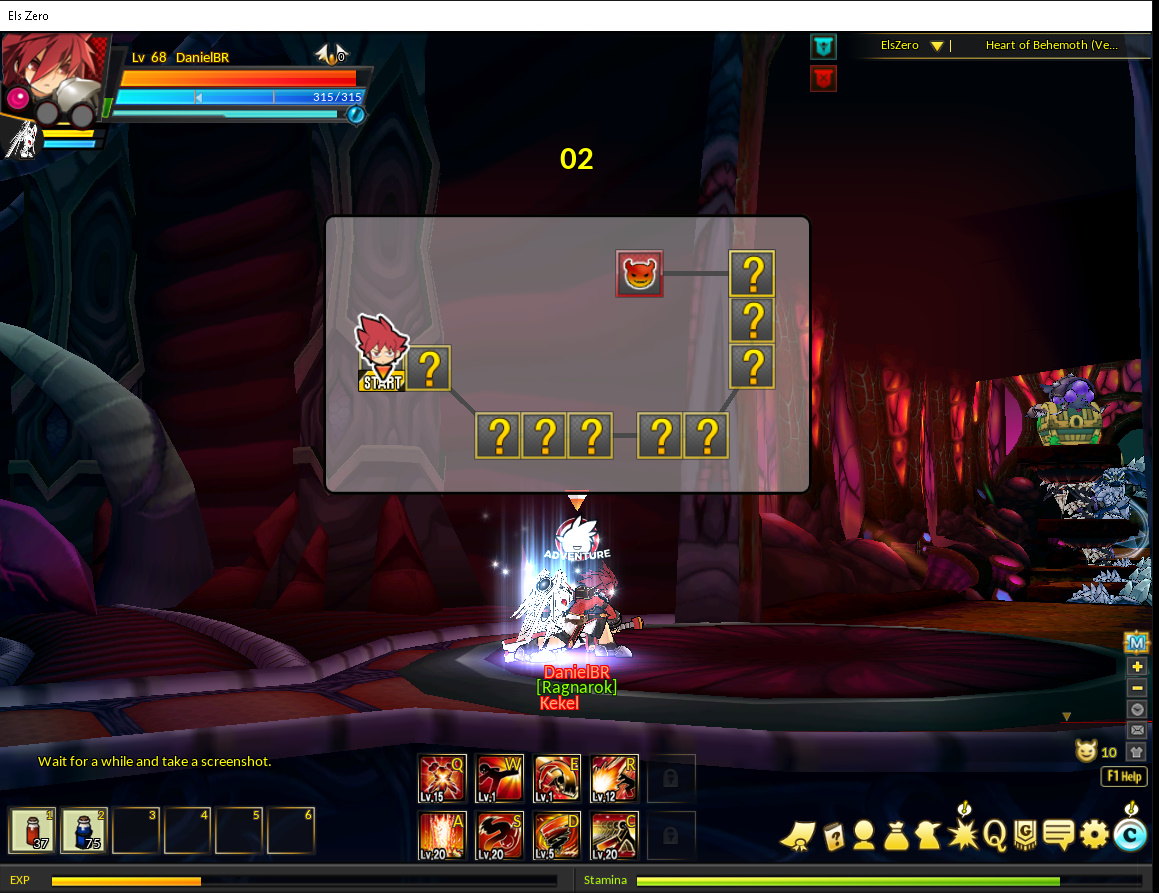 Els Zero
Lv 68 DanielBR
0
ElsZero
Heart of Behemoth (Ve...
315/315
02
?
?
?
START
?
?
? ? ? ? ?
ADVENTURE
DanielBR
[Ragnarok]
Kekel
M
10
F1 Help
Wait for a while and take a screenshot.
Q W E R
Lv.15 Lv.1 Lv.1 Lv.12
1 2 3 4 5 6
37 75
A S D C
Lv.20 Lv.20 Lv.5 Lv.20
EXP
Stamina